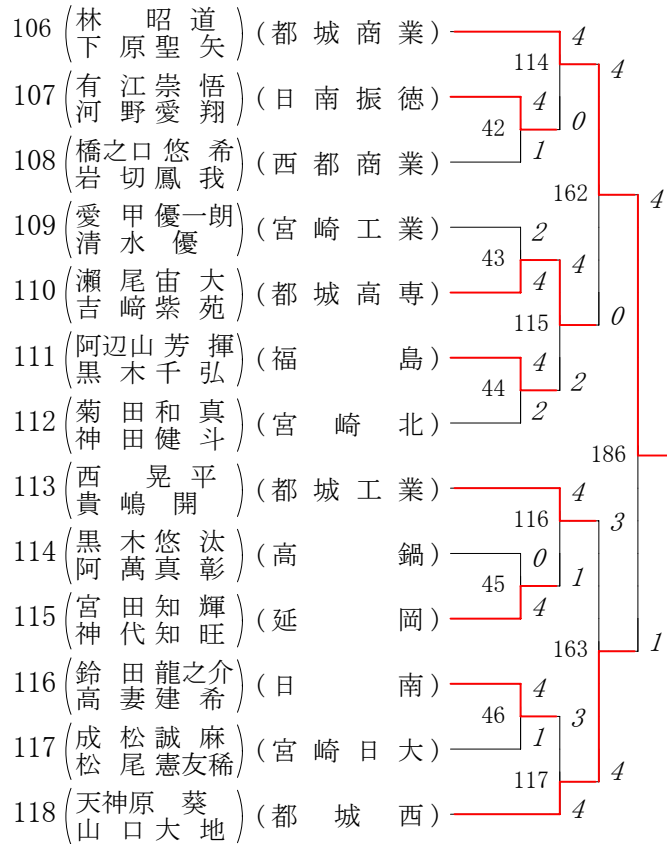 106 林 昭道 (都城商業)
下原聖矢
4
114
4
107 有江崇悟 (日南振徳)
河野愛翔
4
42
0
1
108 橋之口悠希 (西都商業)
岩切鳳我
162
4
109 愛甲優一朗 (宮崎工業)
清水優
2
43
4
4
110 瀬尾宙大 (都城高専)
吉﨑紫苑
115
0
111 阿辺山芳揮 (福島)
黒木千弘
4
44
2
2
112 菊田和真 (宮崎北)
神田健斗
186
113 西 晃平 (都城工業)
貴嶋開
4
116
3
114 黒木悠汰 (高鍋)
阿萬真彰
0
45
1
4
115 宮田知輝 (延岡)
神代知旺
163
1
116 鈴田龍之介 (日南)
高妻建希
4
46
3
1
117 成松誠麻 (宮崎日大)
松尾憲友稀
117
4
118 天神原葵 (都城西)
山口大地
4